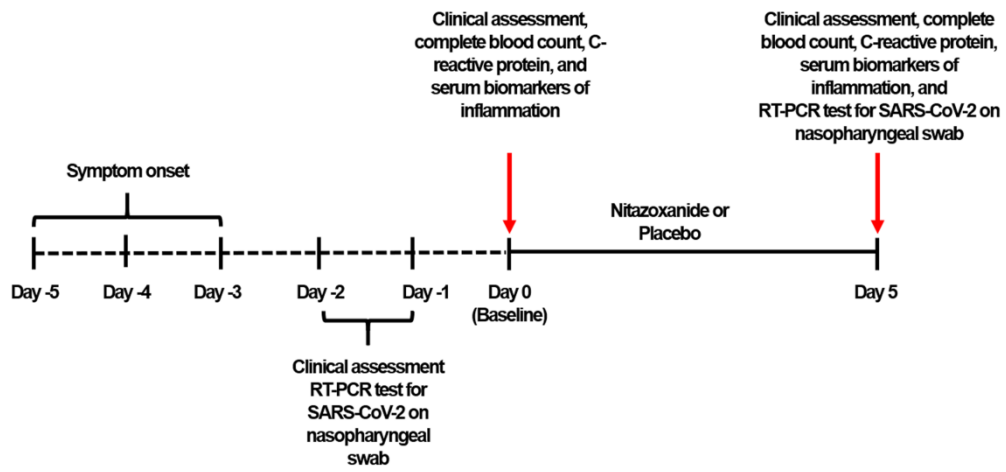 Clinical assessment,
complete blood count, C-
reactive protein, and
serum biomarkers of
inflammation
Clinical assessment, complete
blood count, C-reactive protein,
serum biomarkers of
inflammation, and
RT-PCR test for SARS-CoV-2 on
nasopharyngeal swab
Symptom onset
Nitazoxanide or
Placebo
Day -5
Day -4
Day -3
Day -2
Day -1
Day 0
(Baseline)
Day 5
Clinical assessment
RT-PCR test for
SARS-CoV-2 on
nasopharyngeal
swab